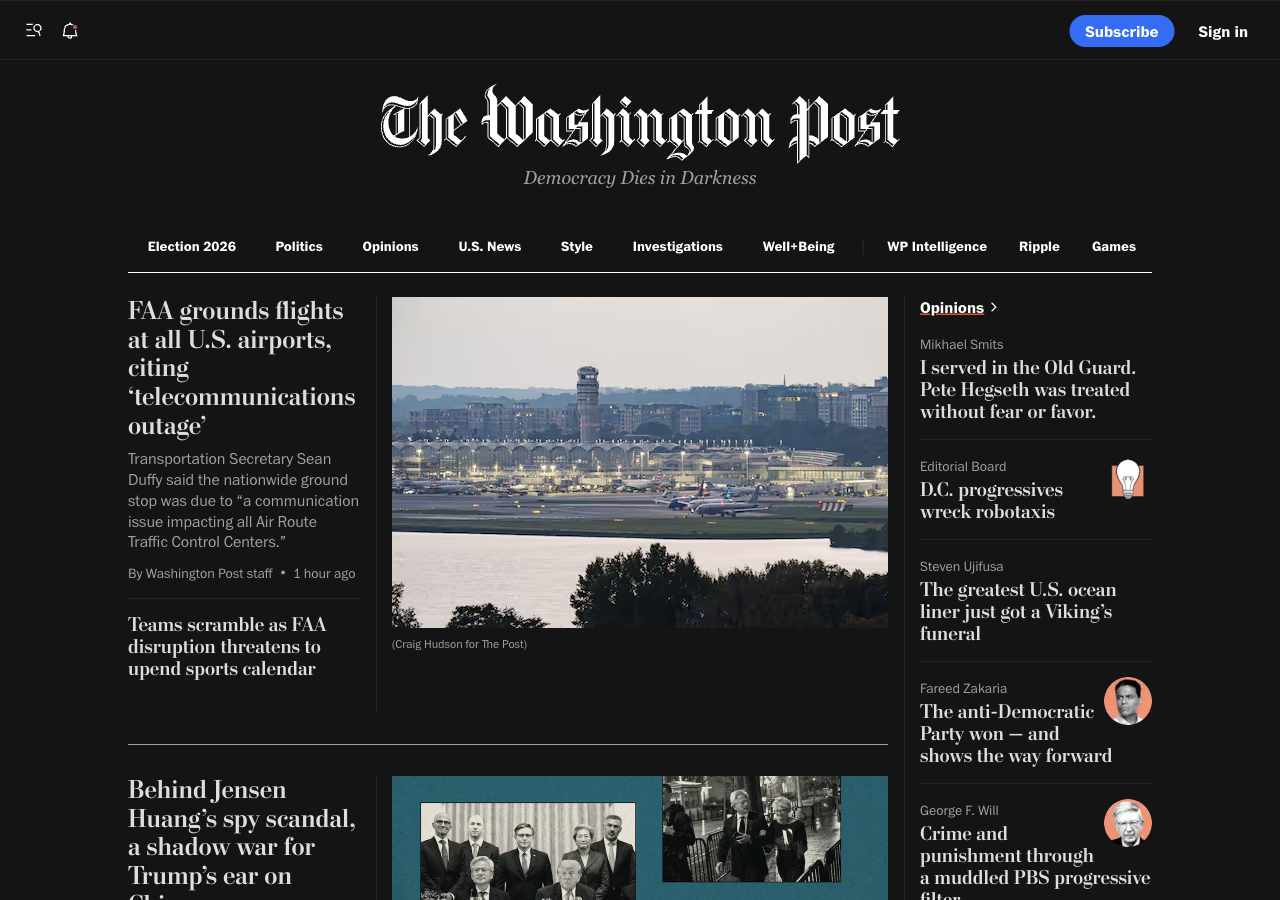 Subscribe
Sign in
The Washington Post
Democracy Dies in Darkness
Election 2026
Politics
Opinions
U.S. News
Style
Investigations
Well+Being
WP Intelligence
Ripple
Games
FAA grounds flights
at all U.S. airports,
citing
‘telecommunications
outage’
Transportation Secretary Sean
Duffy said the nationwide ground
stop was due to “a communication
issue impacting all Air Route
Traffic Control Centers.”
By Washington Post staff • 1 hour ago
Teams scramble as FAA
disruption threatens to
upend sports calendar
(Craig Hudson for The Post)
Behind Jensen
Huang’s spy scandal,
a shadow war for
Trump’s ear on
Opinions
Mikhael Smits
I served in the Old Guard.
Pete Hegseth was treated
without fear or favor.
Editorial Board
D.C. progressives
wreck robotaxis
Steven Ujifusa
The greatest U.S. ocean
liner just got a Viking’s
funeral
Fareed Zakaria
The anti-Democratic
Party won — and
shows the way forward
George F. Will
Crime and
punishment through
a muddled PBS progressive
filter